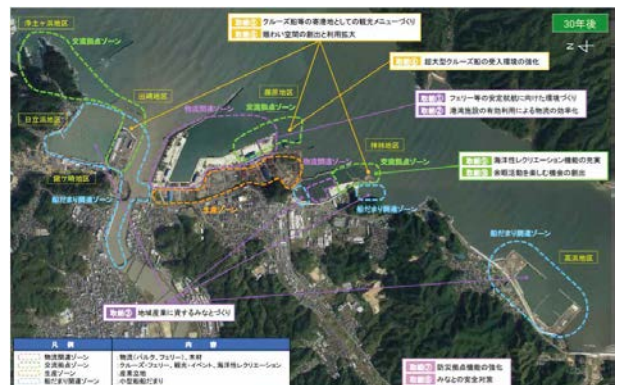 30年後
浄土ヶ浜地区
交流拠点ゾーン
クルーズ船等の寄港地としての観光メニューづくり
賑わい空間の創出と利用拡大
超大型クルーズ船の受入環境の強化
出崎地区
藤原地区
物流関連ゾーン
交流拠点ゾーン
フェリー等の安定就航に向けた環境づくり
港湾施設の有効利用による物流の効率化
日立浜地区
神林地区
物流関連ゾーン
交流拠点ゾーン
海洋性レクリエーション機能の充実
余暇活動を楽しむ機会の創出
鍬ヶ崎地区
船だまり関連ゾーン
生産ゾーン
船だまり関連ゾーン
高浜地区
地域産業に資するみなとづくり
凡例 内容
物流関連ゾーン 物流（バルク、フェリー）、木材
交流拠点ゾーン クルーズ・フェリー、観光・イベント、海洋性レクリエーション
生産ゾーン 産業立地
船だまり関連ゾーン 小型船船だまり
防災拠点機能の強化
みなとの安全対策